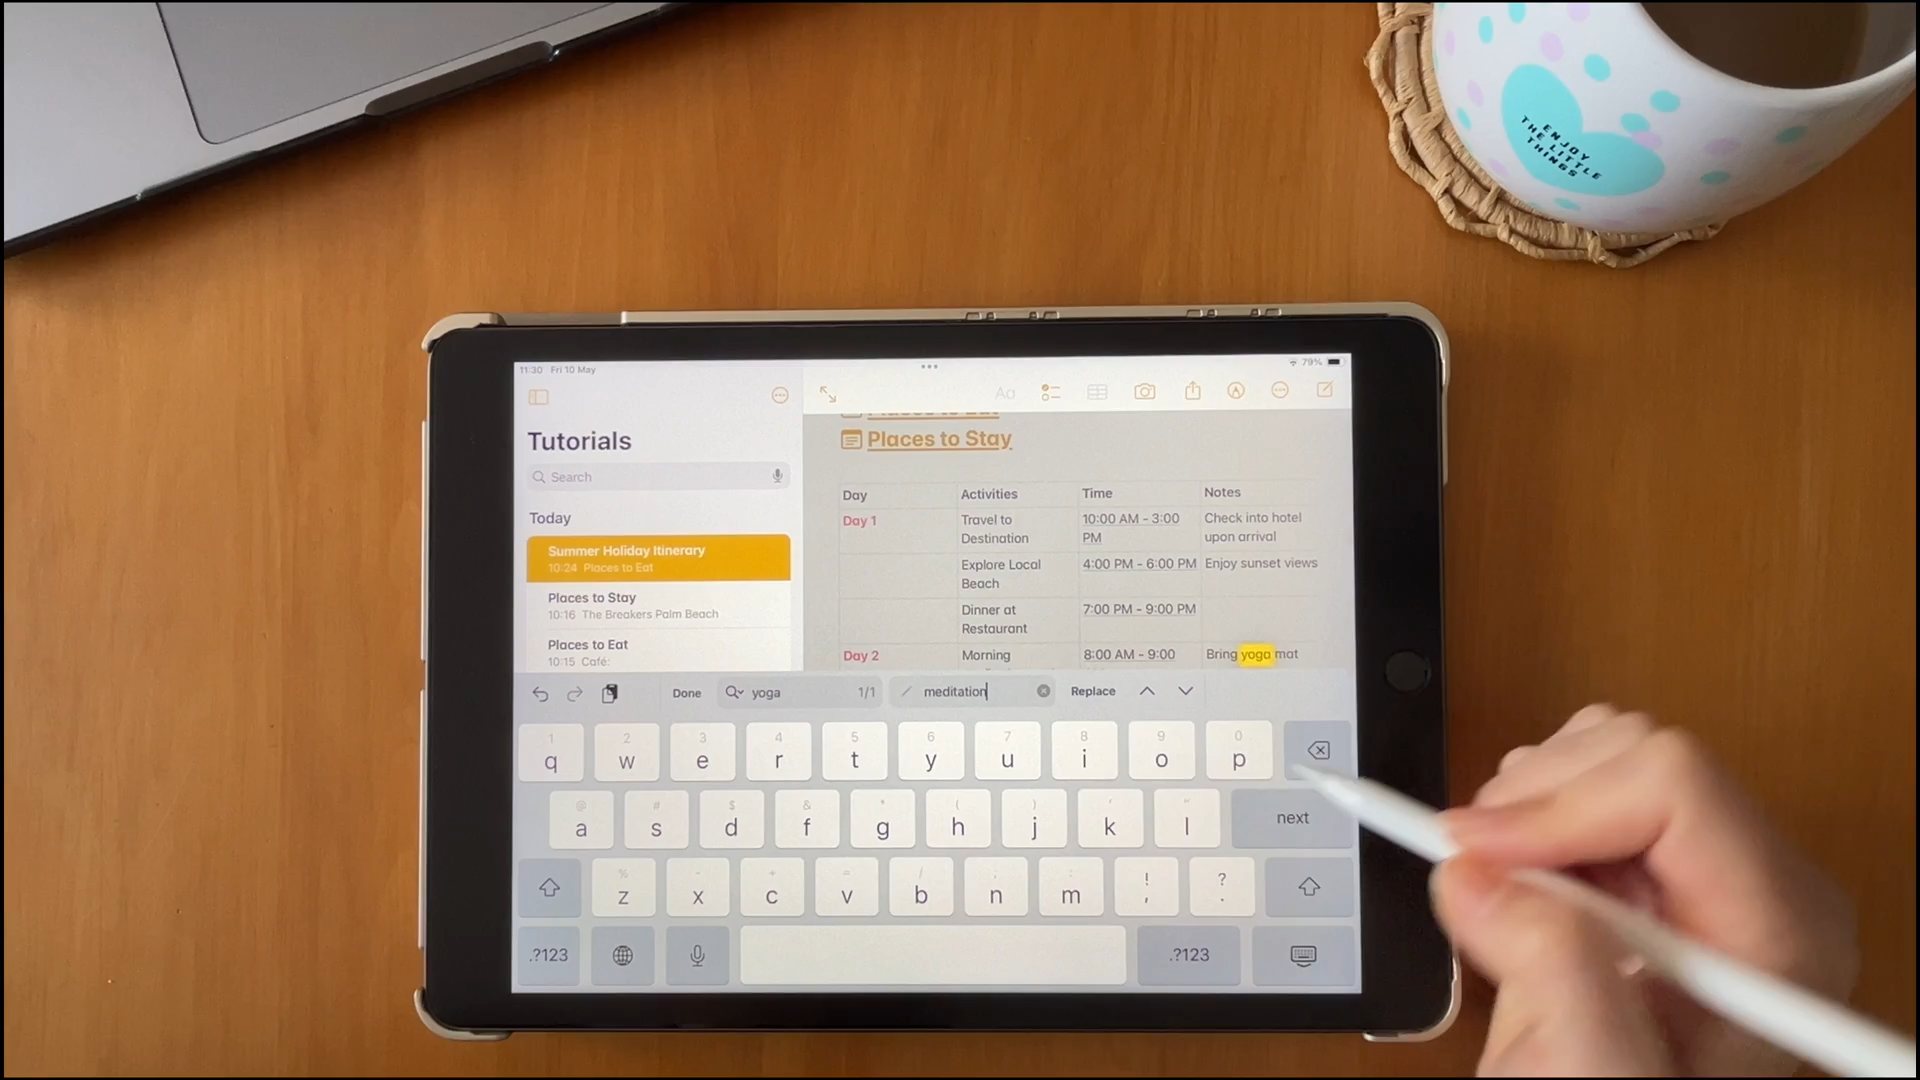 ENJOY
THE LITTLE
THINGS
11:30 Fri 10 May
79%
Tutorials
Search
Today
Summer Holiday Itinerary
10:24 Places to Eat
Places to Stay
10:16 The Breakers Palm Beach
Places to Eat
10:15 Café:
Aa
Places to Eat
Places to Stay
Day Activities Time Notes
Day 1 Travel to 10:00 AM - 3:00 Check into hotel
Destination PM upon arrival
Explore Local 4:00 PM - 6:00 PM Enjoy sunset views
Beach
Dinner at 7:00 PM - 9:00 PM
Restaurant
Day 2 Morning 8:00 AM - 9:00 Bring yoga mat
Done yoga 1/1 meditation Replace
1 2 3 4 5 6 7 8 9 0
q w e r t y u i o p
@ # $ & * ( ) ' "
a s d f g h j k l next
% - + = / ; : ! ?
z x c v b n m , .
.?123 .?123